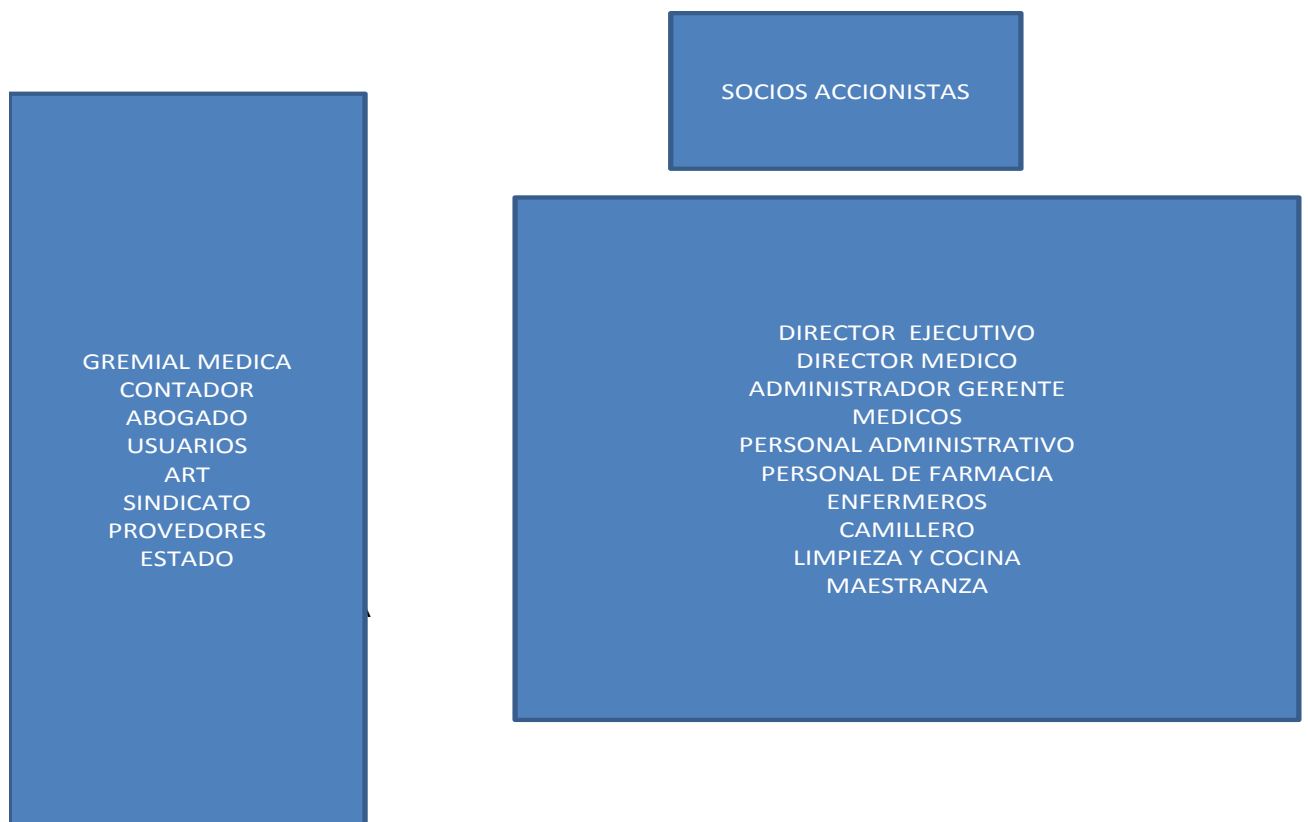 SOCIOS ACCIONISTAS
GREMIAL MEDICA
CONTADOR
ABOGADO
USUARIOS
ART
SINDICATO
PROVEDORES
ESTADO
DIRECTOR  EJECUTIVO
DIRECTOR MEDICO
ADMINISTRADOR GERENTE
MEDICOS
PERSONAL ADMINISTRATIVO
PERSONAL DE FARMACIA
ENFERMEROS
CAMILLERO
LIMPIEZA Y COCINA
MAESTRANZA